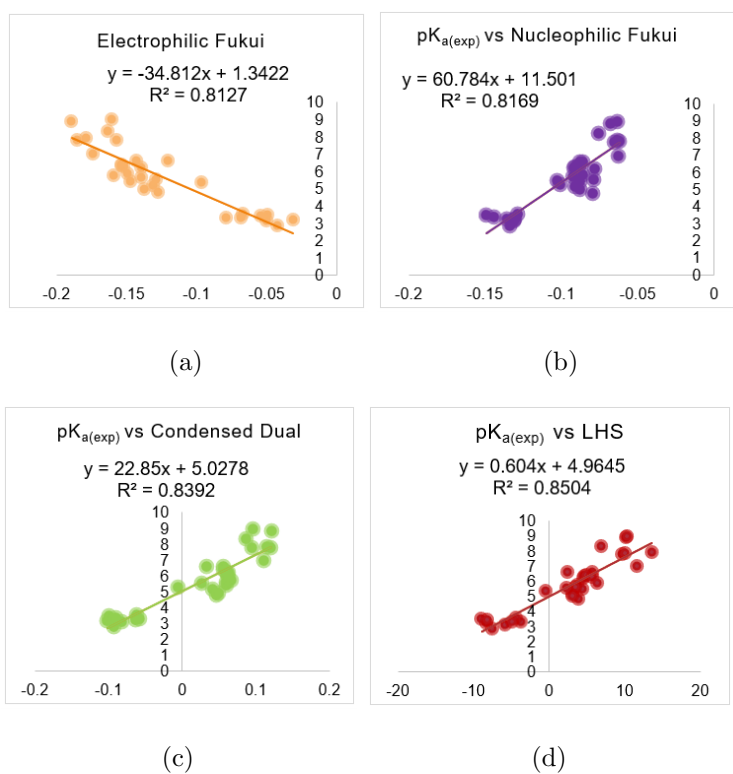 Electrophilic Fukui
y = -34.812x + 1.3422
R² = 0.8127
10
9
8
7
6
5
4
3
2
1
0
-0.2 -0.15 -0.1 -0.05 0
(a)
pKa(exp) vs Nucleophilic Fukui
y = 60.784x + 11.501
R² = 0.8169
10
9
8
7
6
5
4
3
2
1
0
-0.2 -0.15 -0.1 -0.05 0
(b)
pKa(exp) vs Condensed Dual
y = 22.85x + 5.0278
R² = 0.8392
10
9
8
7
6
5
4
3
2
1
0
-0.2 -0.1 0 0.1 0.2
(c)
pKa(exp) vs LHS
y = 0.604x + 4.9645
R² = 0.8504
10
9
8
7
6
5
4
3
2
1
0
-20 -10 0 10 20
(d)